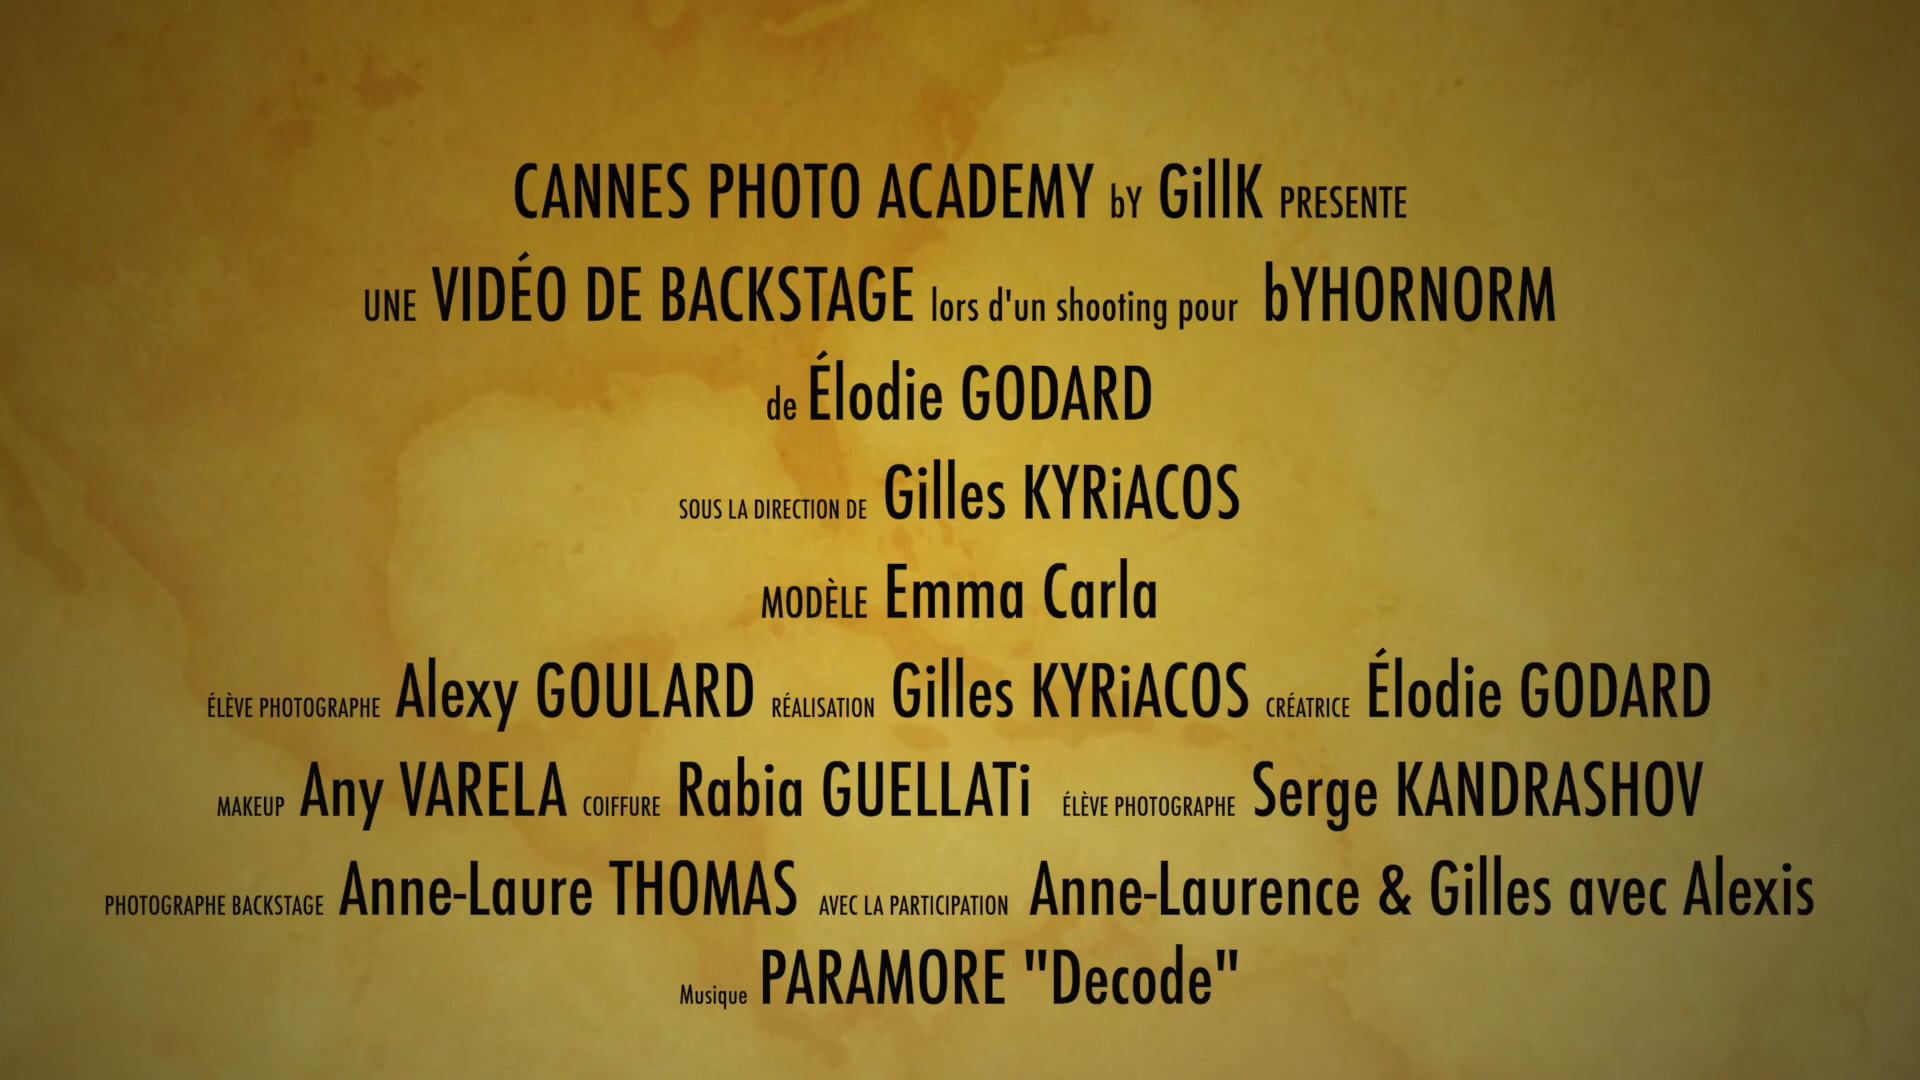 CANNES PHOTO ACADEMY bY GillK PRESENTE
UNE VIDÉO DE BACKSTAGE lors d'un shooting pour bYHORNORM
de Élodie GODARD
SOUS LA DIRECTION DE Gilles KYRiACOS
MODÈLE Emma Carla
ÉLÈVE PHOTOGRAPHE Alexy GOULARD RÉALISATION Gilles KYRiACOS CRÉATRICE Élodie GODARD
MAKEUP Any VARELA COIFFURE Rabia GUELLATi ÉLÈVE PHOTOGRAPHE Serge KANDRASHOV
PHOTOGRAPHE BACKSTAGE Anne-Laure THOMAS AVEC LA PARTICIPATION Anne-Laurence & Gilles avec Alexis
Musique PARAMORE "Decode"